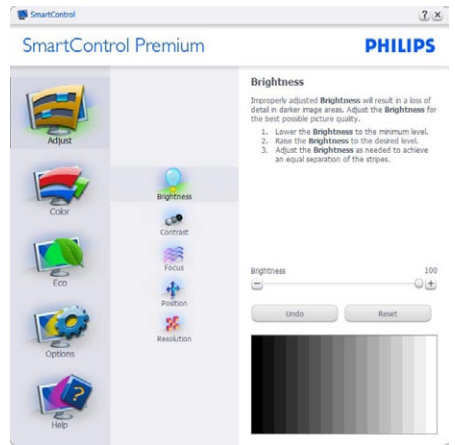 SmartControl
SmartControl Premium
PHILIPS
Adjust
Color
Eco
Options
Help
Brightness
Contrast
Focus
Position
Resolution
Brightness
Improperly adjusted Brightness will result in a loss of
detail in darker image areas. Adjust the Brightness for
the best possible picture quality.
1. Lower the Brightness to the minimum level.
2. Raise the Brightness to the desired level.
3. Adjust the Brightness as needed to achieve
an equal separation of the stripes.
Brightness 100
Undo Reset